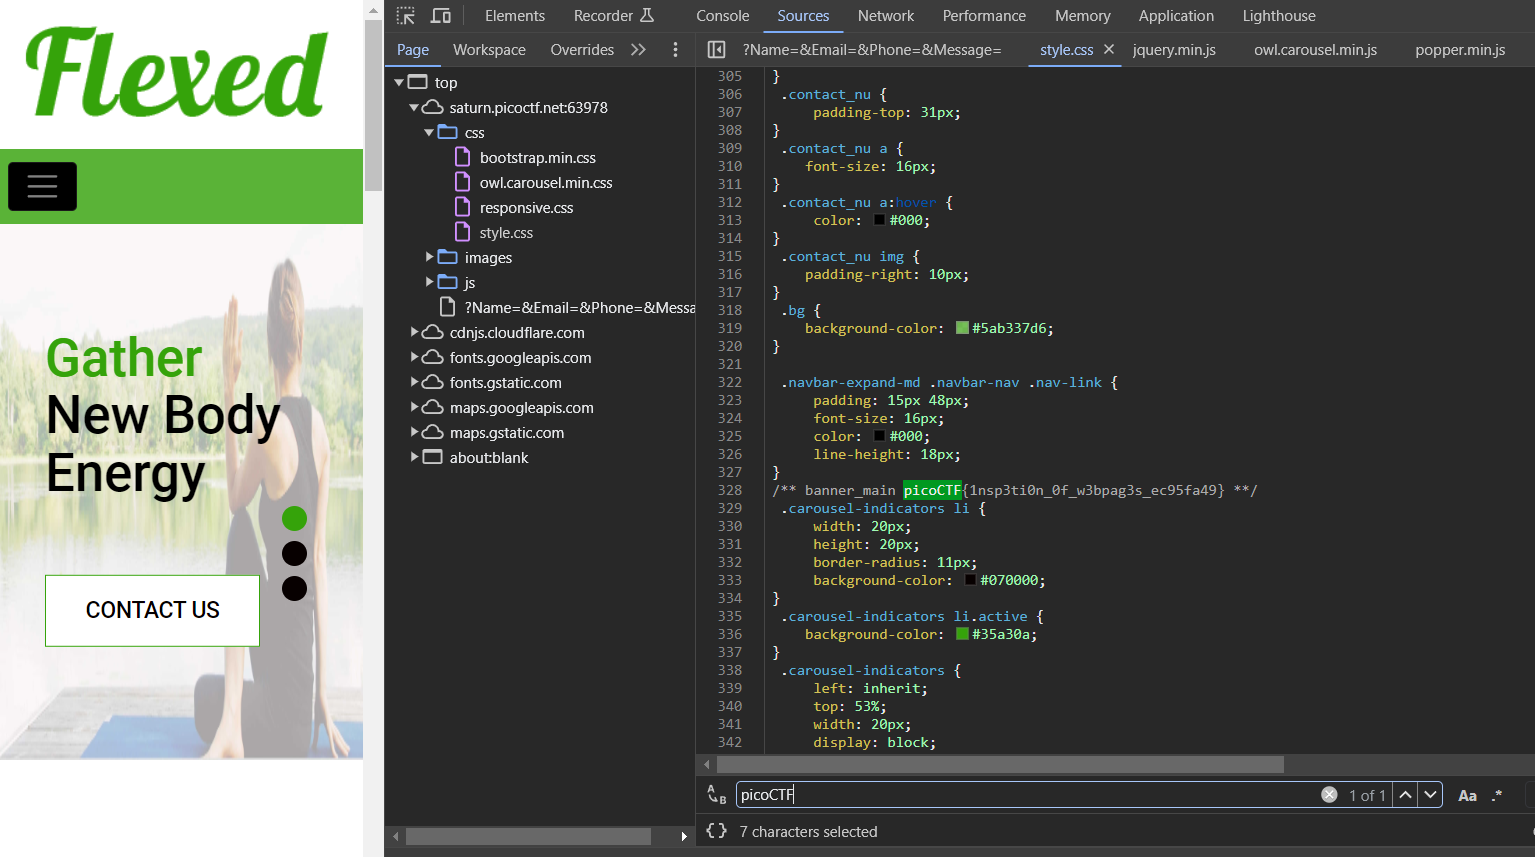 Flexed
Gather
New Body
Energy
CONTACT US
Elements Recorder Console Sources Network Performance Memory Application Lighthouse
Page Workspace Overrides
?Name=&Email=&Phone=&Message= style.css jquery.min.js owl.carousel.min.js popper.min.js
top
saturn.picoctf.net:63978
css
bootstrap.min.css
owl.carousel.min.css
responsive.css
style.css
images
js
?Name=&Email=&Phone=&Messa
cdnjs.cloudflare.com
fonts.googleapis.com
fonts.gstatic.com
maps.googleapis.com
maps.gstatic.com
about:blank
305 }
306 .contact_nu {
307 padding-top: 31px;
308 }
309 .contact_nu a {
310 font-size: 16px;
311 }
312 .contact_nu a:hover {
313 color: #000;
314 }
315 .contact_nu img {
316 padding-right: 10px;
317 }
318 .bg {
319 background-color: #5ab337d6;
320 }
321
322 .navbar-expand-md .navbar-nav .nav-link {
323 padding: 15px 48px;
324 font-size: 16px;
325 color: #000;
326 line-height: 18px;
327 }
328 /** banner_main picoCTF{1nsp3ti0n_0f_w3bpag3s_ec95fa49} **/
329 .carousel-indicators li {
330 width: 20px;
331 height: 20px;
332 border-radius: 11px;
333 background-color: #070000;
334 }
335 .carousel-indicators li.active {
336 background-color: #35a30a;
337 }
338 .carousel-indicators {
339 left: inherit;
340 top: 53%;
341 width: 20px;
342 display: block;
picoCTF 1 of 1 Aa .*
{} 7 characters selected